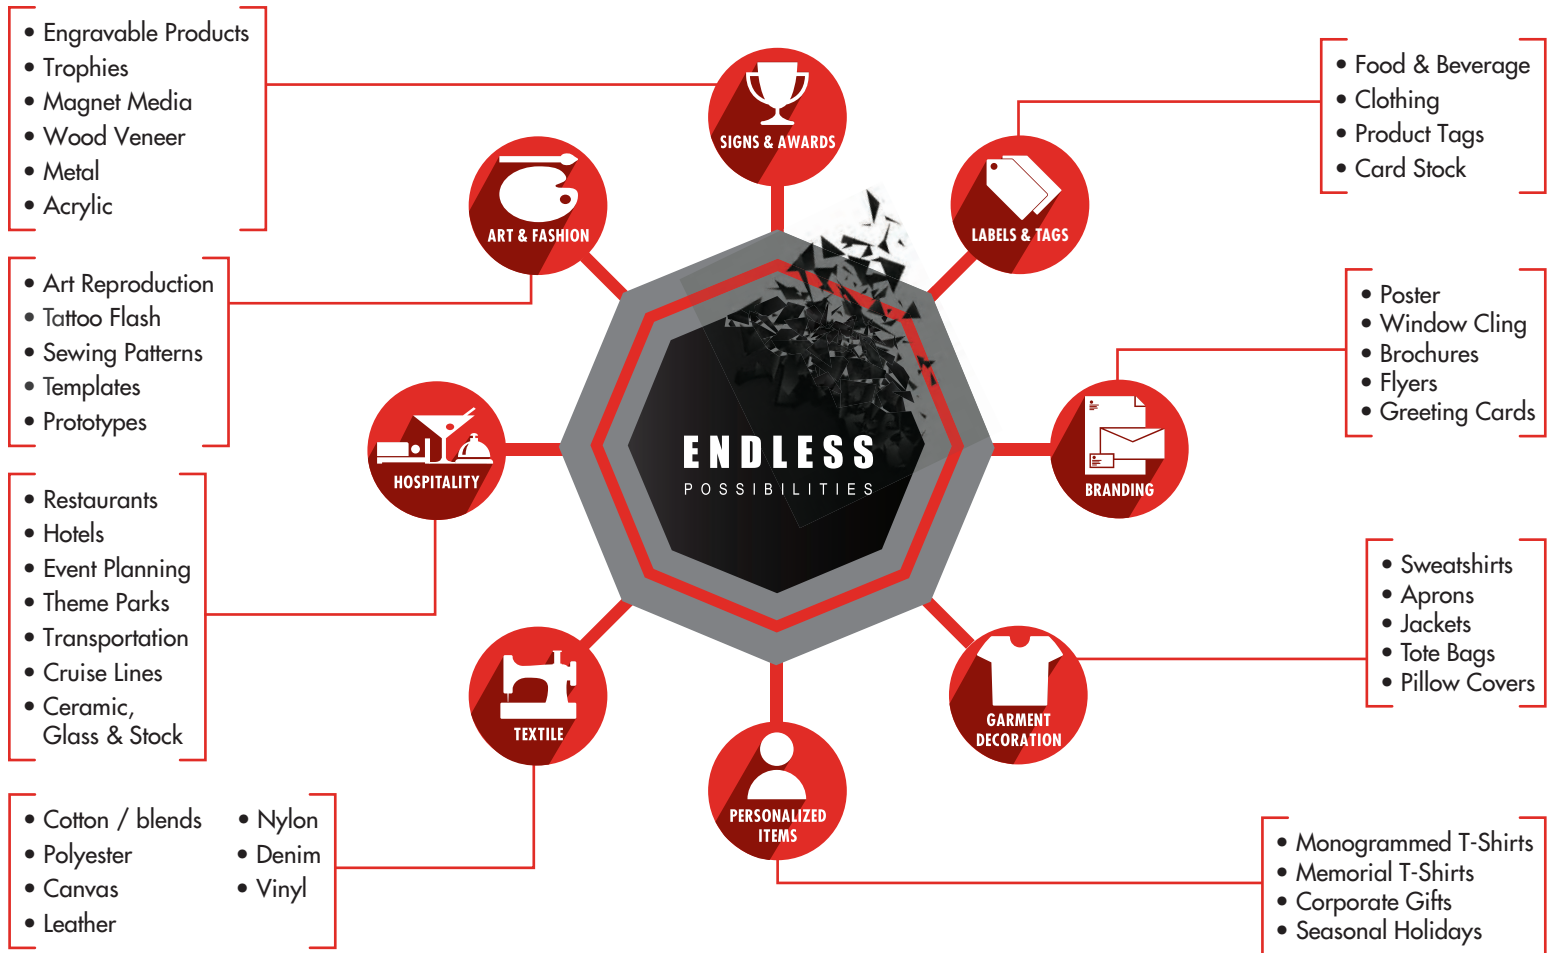 • Engravable Products
• Trophies
• Magnet Media
• Wood Veneer
• Metal
• Acrylic
• Art Reproduction
• Tattoo Flash
• Sewing Patterns
• Templates
• Prototypes
• Restaurants
• Hotels
• Event Planning
• Theme Parks
• Transportation
• Cruise Lines
• Ceramic,
Glass & Stock
• Cotton / blends
• Polyester
• Canvas
• Leather
• Nylon
• Denim
• Vinyl
SIGNS & AWARDS
ART & FASHION
LABELS & TAGS
HOSPITALITY
ENDLESS
POSSIBILITIES
BRANDING
TEXTILE
GARMENT
DECORATION
PERSONALIZED
ITEMS
• Food & Beverage
• Clothing
• Product Tags
• Card Stock
• Poster
• Window Cling
• Brochures
• Flyers
• Greeting Cards
• Sweatshirts
• Aprons
• Jackets
• Tote Bags
• Pillow Covers
• Monogrammed T-Shirts
• Memorial T-Shirts
• Corporate Gifts
• Seasonal Holidays